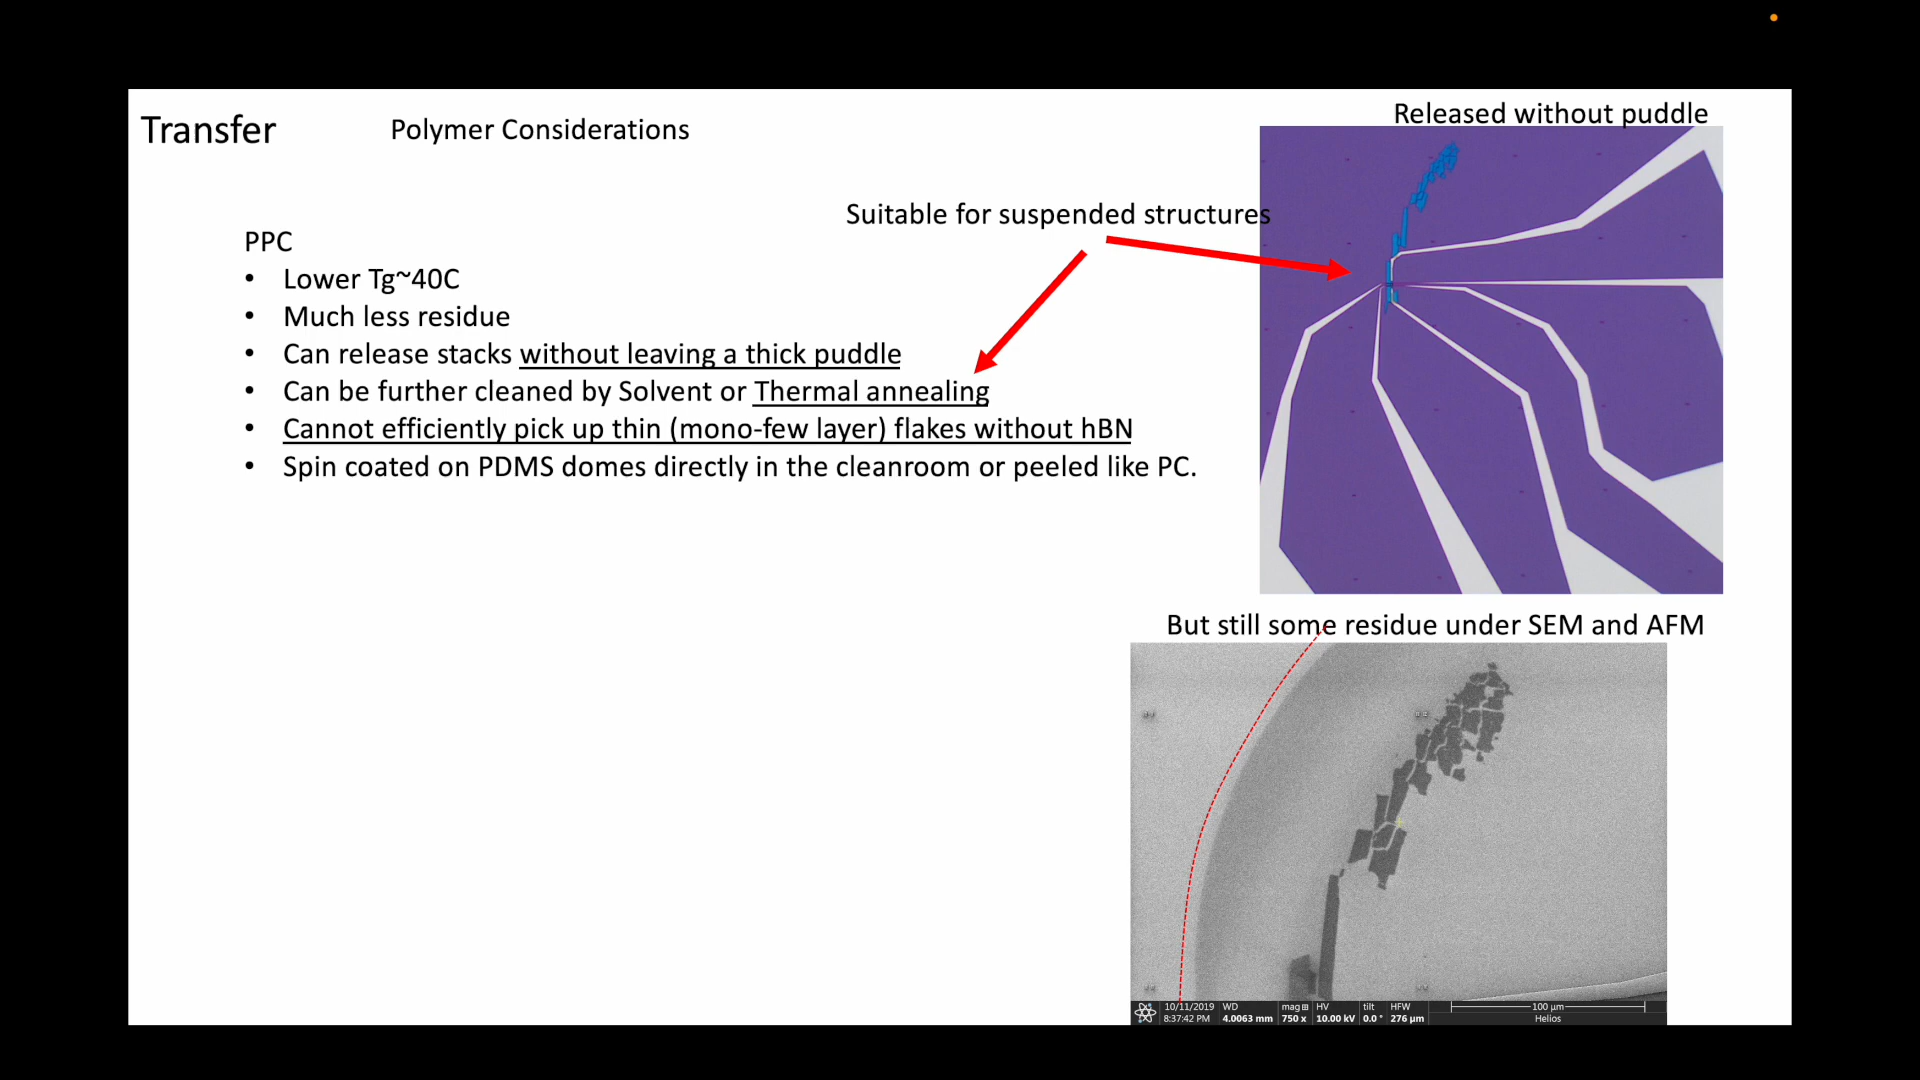 Transfer
Polymer Considerations
Released without puddle
Suitable for suspended structures
PPC
• Lower Tg~40C
• Much less residue
• Can release stacks without leaving a thick puddle
• Can be further cleaned by Solvent or Thermal annealing
• Cannot efficiently pick up thin (mono-few layer) flakes without hBN
• Spin coated on PDMS domes directly in the cleanroom or peeled like PC.
But still some residue under SEM and AFM
10/11/2019 WD mag HV tilt HFW 100 µm
8:37:42 PM 4.0063 mm 750 x 10.00 kV 0.0 ° 276 µm Helios